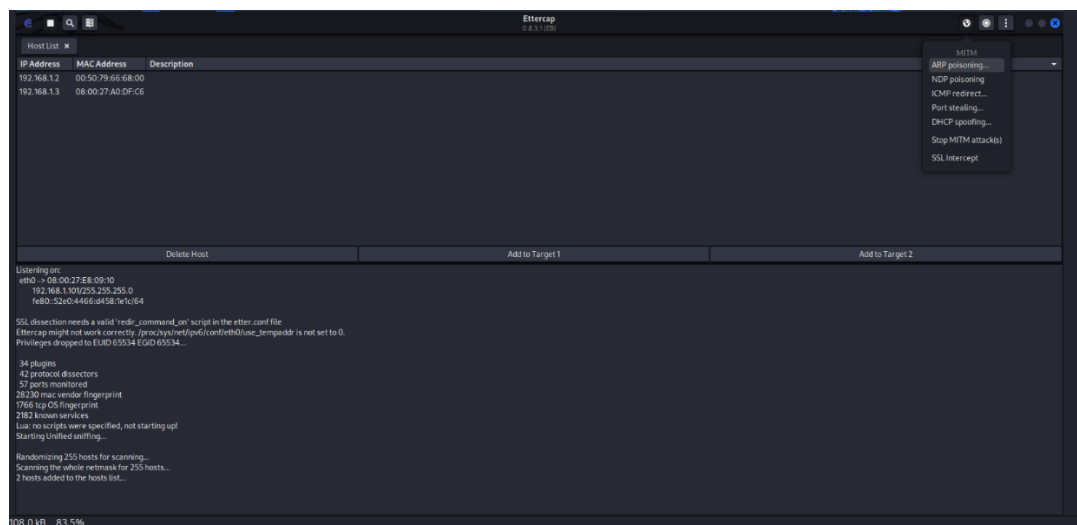 Ettercap
0.8.3.1 (EB)
Host List ×
IP Address MAC Address Description
192.168.1.2 00:50:79:66:68:00
192.168.1.3 08:00:27:A0:DF:C6
MITM
ARP poisoning...
NDP poisoning
ICMP redirect...
Port stealing...
DHCP spoofing...
Stop MITM attack(s)
SSL Intercept
Delete Host Add to Target 1 Add to Target 2
Listening on:
eth0 -> 08:00:27:E8:09:10
192.168.1.101/255.255.255.0
fe80::52e0:4466:d458:1e1c/64
SSL dissection needs a valid 'redir_command_on' script in the etter.conf file
Ettercap might not work correctly. /proc/sys/net/ipv6/conf/eth0/use_tempaddr is not set to 0.
Privileges dropped to EUID 65534 EGID 65534...
34 plugins
42 protocol dissectors
57 ports monitored
28230 mac vendor fingerprint
1766 tcp OS fingerprint
2182 known services
Lua: no scripts were specified, not starting up!
Starting Unified sniffing...
Randomizing 255 hosts for scanning...
Scanning the whole netmask for 255 hosts...
2 hosts added to the hosts list...
108.0 kB 83.5%